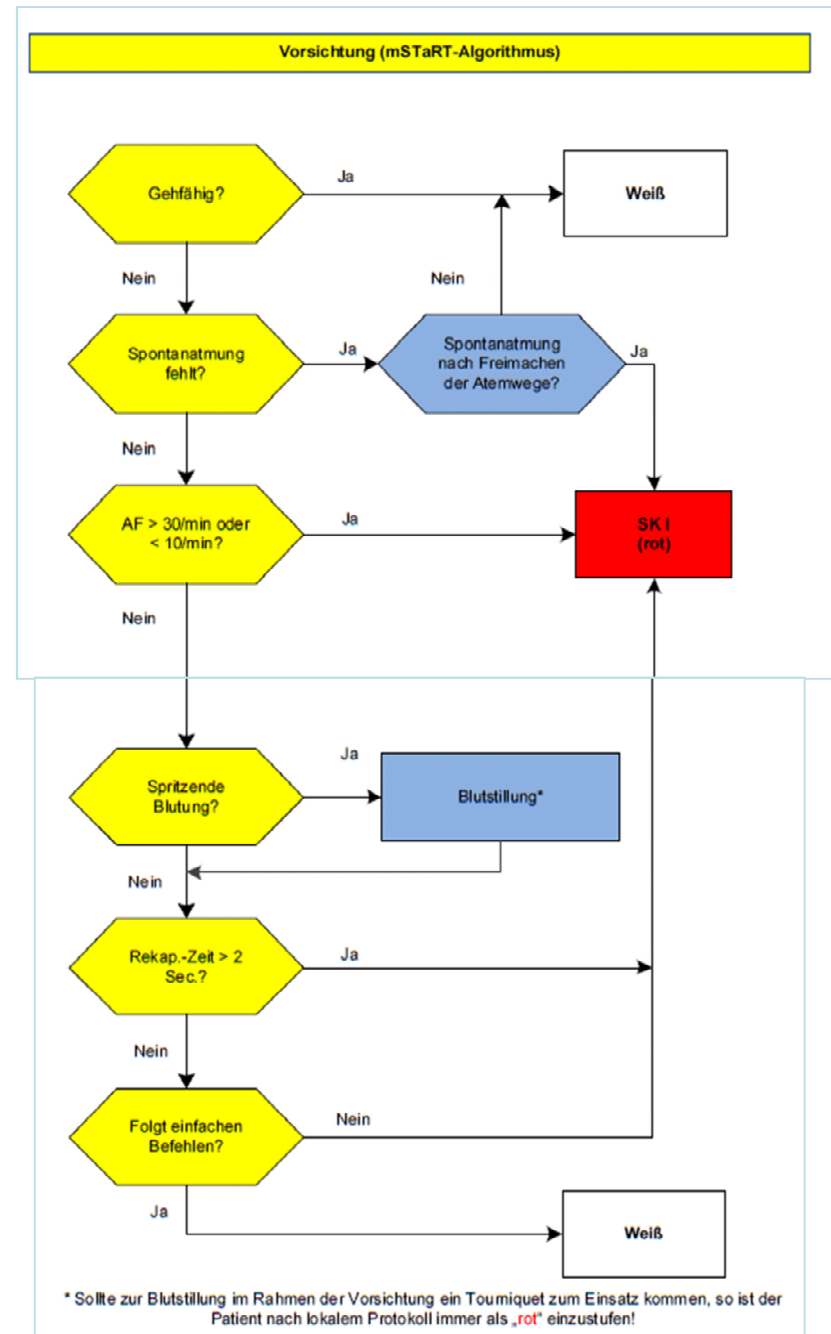 Vorsichtung (mSTaRT-Algorithmus)
Gehfähig?
Ja
Weiß
Nein
Nein
Spontanatmung
fehlt?
Ja
Spontanatmung
nach Freimachen
der Atemwege?
Ja
Nein
AF > 30/min oder
< 10/min?
Ja
SK I
(rot)
Nein
Spritzende
Blutung?
Ja
Blutstillung*
Nein
Rekap.-Zeit > 2
Sec.?
Ja
Nein
Folgt einfachen
Befehlen?
Nein
Ja
Weiß
* Sollte zur Blutstillung im Rahmen der Vorsichtung ein Tourniquet zum Einsatz kommen, so ist der
Patient nach lokalem Protokoll immer als „rot“ einzustufen!